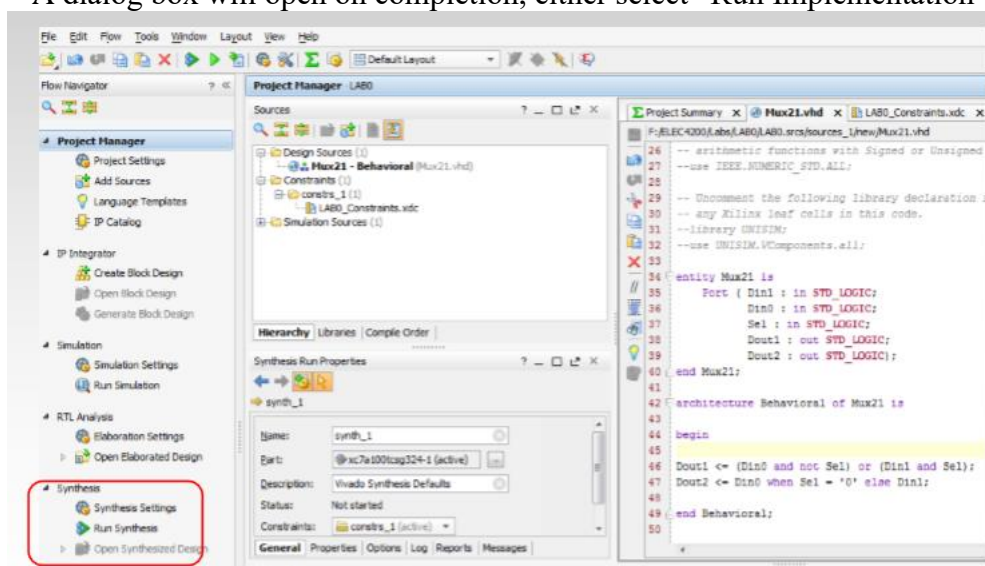 A dialog box will open on completion, either select "Run Implementation"
File Edit Flow Tools Window Layout View Help
Default Layout
Flow Navigator
Project Manager
Project Settings
Add Sources
Language Templates
IP Catalog
IP Integrator
Create Block Design
Open Block Design
Generate Block Design
Simulation
Simulation Settings
Run Simulation
RTL Analysis
Elaboration Settings
Open Elaborated Design
Synthesis
Synthesis Settings
Run Synthesis
Open Synthesized Design
Project Manager LAB0
Sources
Design Sources (1)
Mux21 - Behavioral (Mux21.vhd)
Constraints (1)
constrs_1 (1)
LAB0_Constraints.xdc
Simulation Sources (1)
Hierarchy Libraries Compile Order
Synthesis Run Properties
synth_1
Name: synth_1
Part: xc7a100tcsg324-1 (active)
Description: Vivado Synthesis Defaults
Status: Not started
Constraints: constrs_1 (active)
General Properties Options Log Reports Messages
Project Summary Mux21.vhd LAB0_Constraints.xdc
F:/ELEC4200/Labs/LAB0/LAB0.srcs/sources_1/new/Mux21.vhd
26 -- arithmetic functions with Signed or Unsigned
27 --use IEEE.NUMERIC_STD.ALL;
28
29 -- Uncomment the following library declaration
30 -- any Xilinx leaf cells in this code.
31 --library UNISIM;
32 --use UNISIM.VComponents.all;
33
34 entity Mux21 is
35 Port ( Din1 : in STD_LOGIC;
36 Din0 : in STD_LOGIC;
37 Sel : in STD_LOGIC;
38 Dout1 : out STD_LOGIC;
39 Dout2 : out STD_LOGIC);
40 end Mux21;
41
42 architecture Behavioral of Mux21 is
43
44 begin
45
46 Dout1 <= (Din0 and not Sel) or (Din1 and Sel);
47 Dout2 <= Din0 when Sel = '0' else Din1;
48
49 end Behavioral;
50